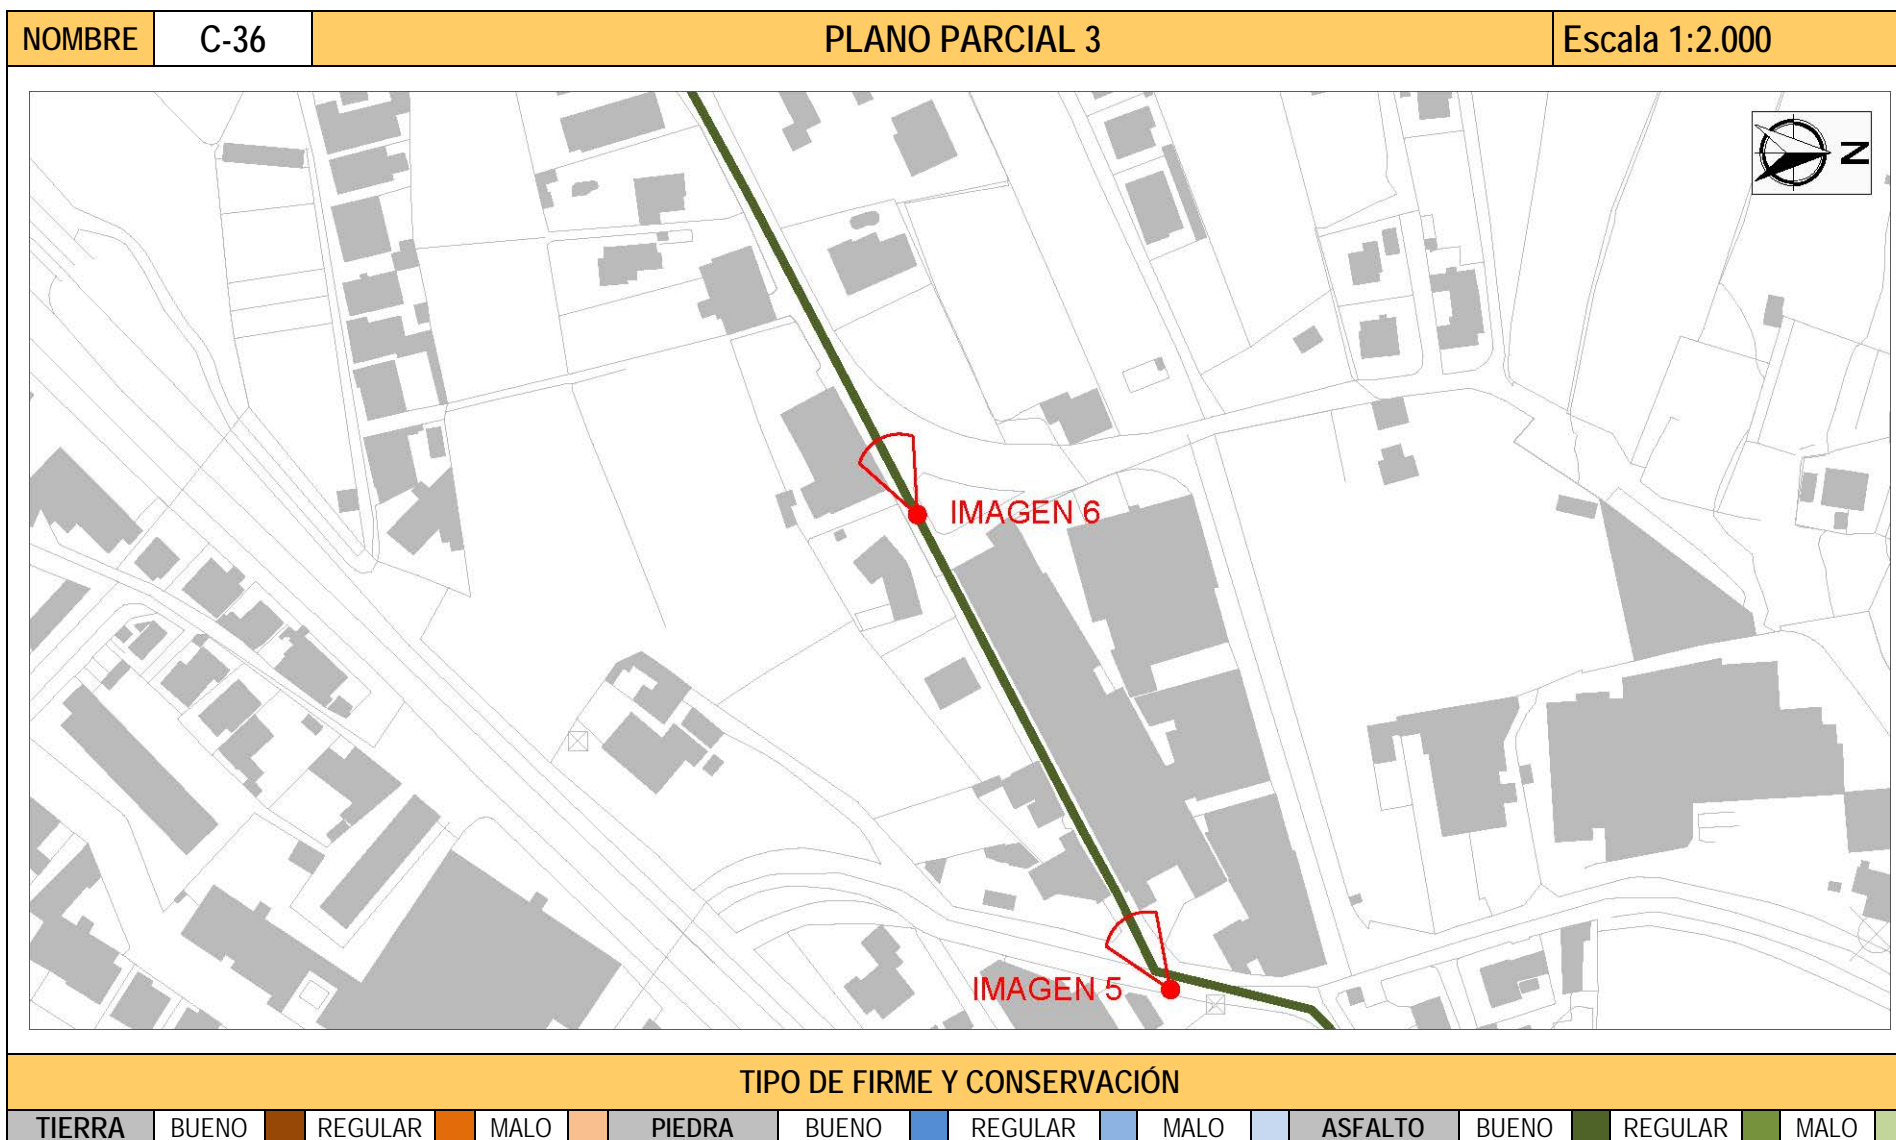 NOMBRE C-36 PLANO PARCIAL 3 Escala 1:2.000
N
IMAGEN 6
IMAGEN 5
TIPO DE FIRME Y CONSERVACIÓN
TIERRA BUENO REGULAR MALO PIEDRA BUENO REGULAR MALO ASFALTO BUENO REGULAR MALO